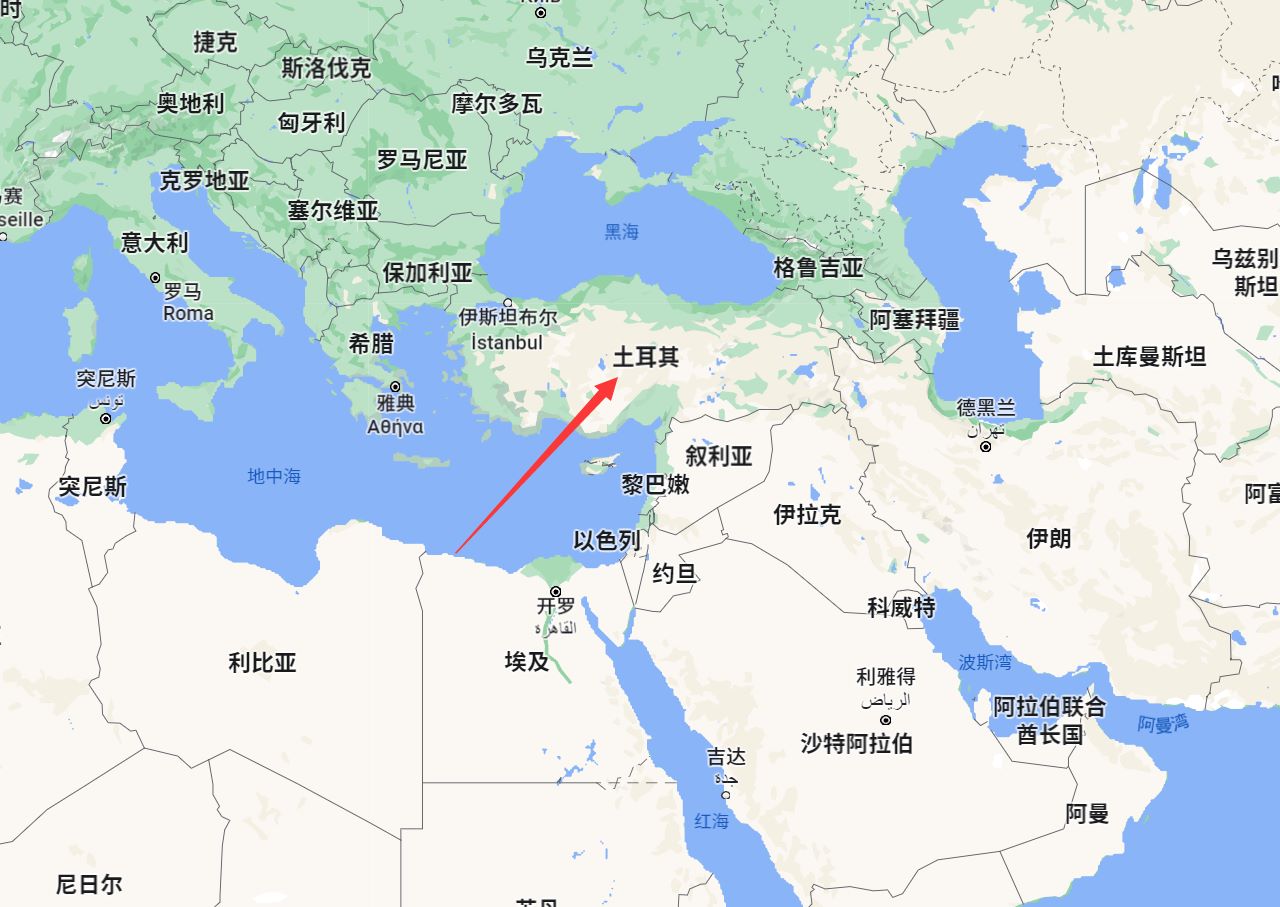 时
捷克
斯洛伐克
乌克兰
奥地利
匈牙利
摩尔多瓦
罗马尼亚
克罗地亚
塞尔维亚
seille
意大利
黑海
保加利亚
格鲁吉亚
乌兹别
斯坦
罗马
Roma
伊斯坦布尔
İstanbul
阿塞拜疆
希腊
土耳其
土库曼斯坦
突尼斯
تونس
雅典
Αθήνα
德黑兰
تهران
叙利亚
地中海
突尼斯
黎巴嫩
阿富
伊拉克
以色列
伊朗
约旦
开罗
القاهرة
科威特
利比亚
埃及
波斯湾
利雅得
الرياض
阿拉伯联合
酋长国
阿曼湾
沙特阿拉伯
吉达
جدة
红海
阿曼
尼日尔